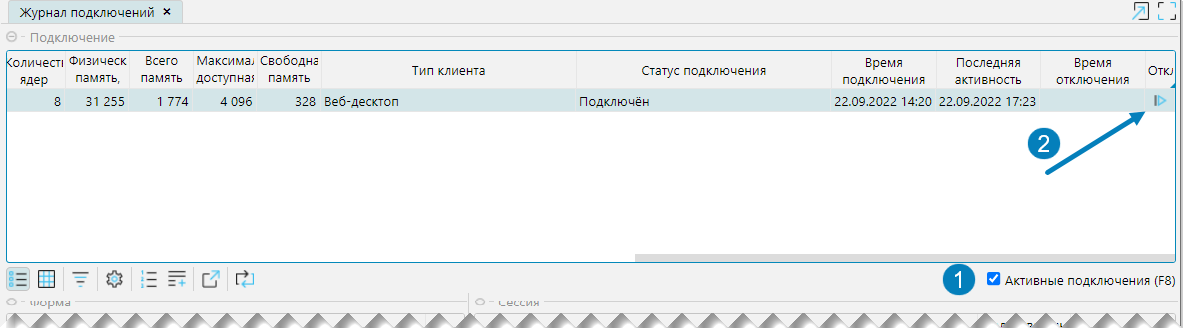 Журнал подключений ×
Подключение
Количеств ядер
Физическ память,
Всего память
Максимал доступная
Свободна память
Тип клиента
Статус подключения
Время подключения
Последняя активность
Время отключения
Откл
8 31 255 1 774 4 096 328 Веб-десктоп Подключён 22.09.2022 14:20 22.09.2022 17:23
2
1 Активные подключения (F8)
Форма Сессия